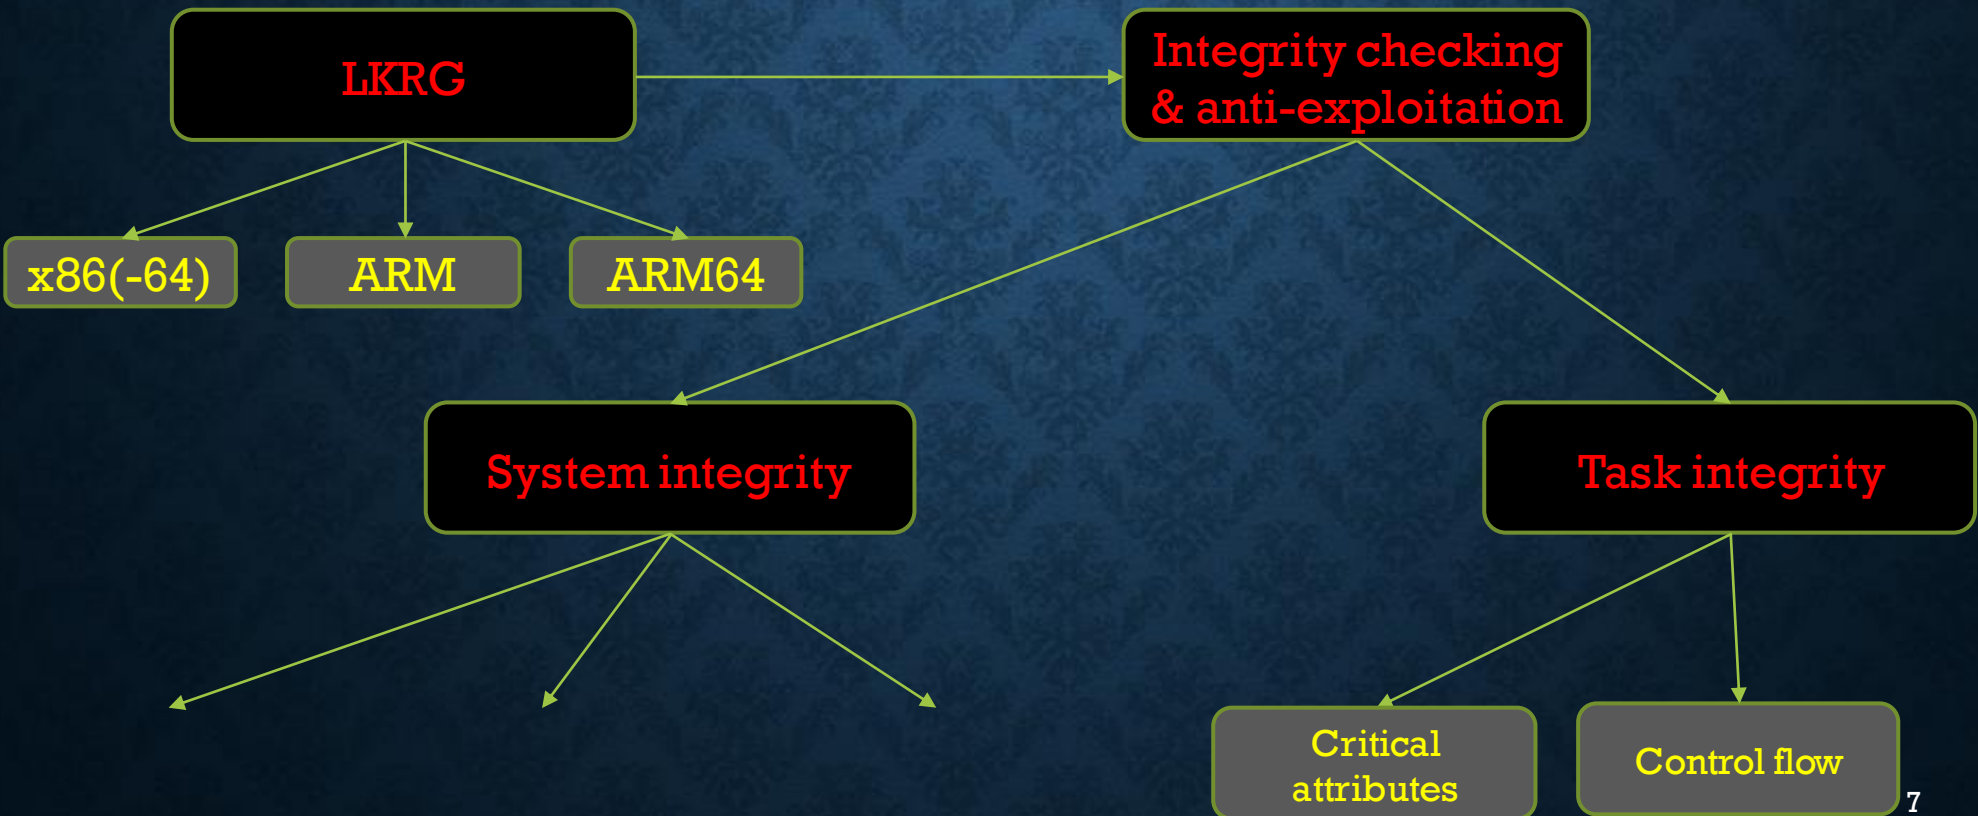 LKRG
Integrity checking
& anti-exploitation
x86(-64)
ARM
ARM64
System integrity
Task integrity
Critical
attributes
Control flow
7